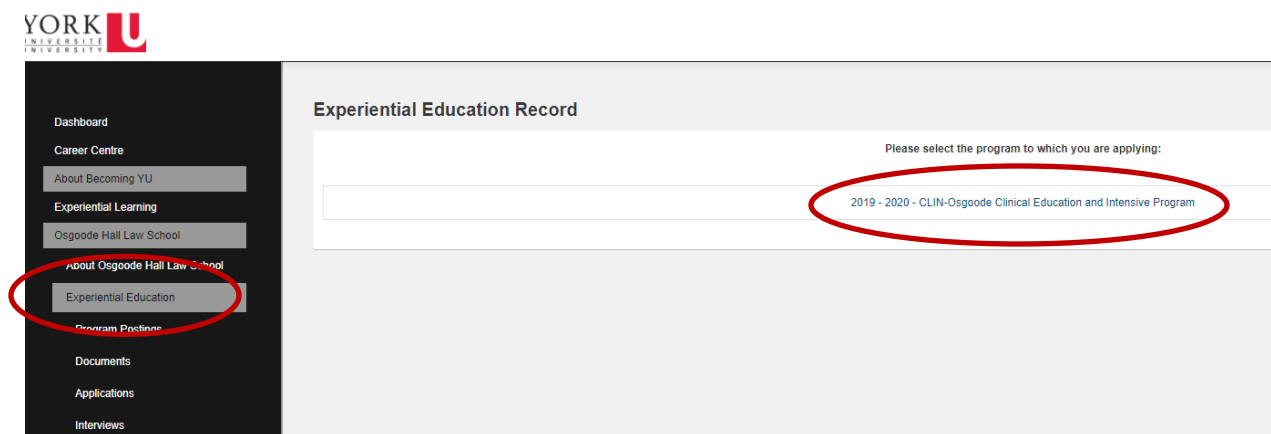 YORK U
UNIVERSITÉ
UNIVERSITY
Dashboard
Career Centre
About Becoming YU
Experiential Learning
Osgoode Hall Law School
About Osgoode Hall Law School
Experiential Education
Program Postings
Documents
Applications
Interviews
Experiential Education Record
Please select the program to which you are applying:
2019 - 2020 - CLIN-Osgoode Clinical Education and Intensive Program